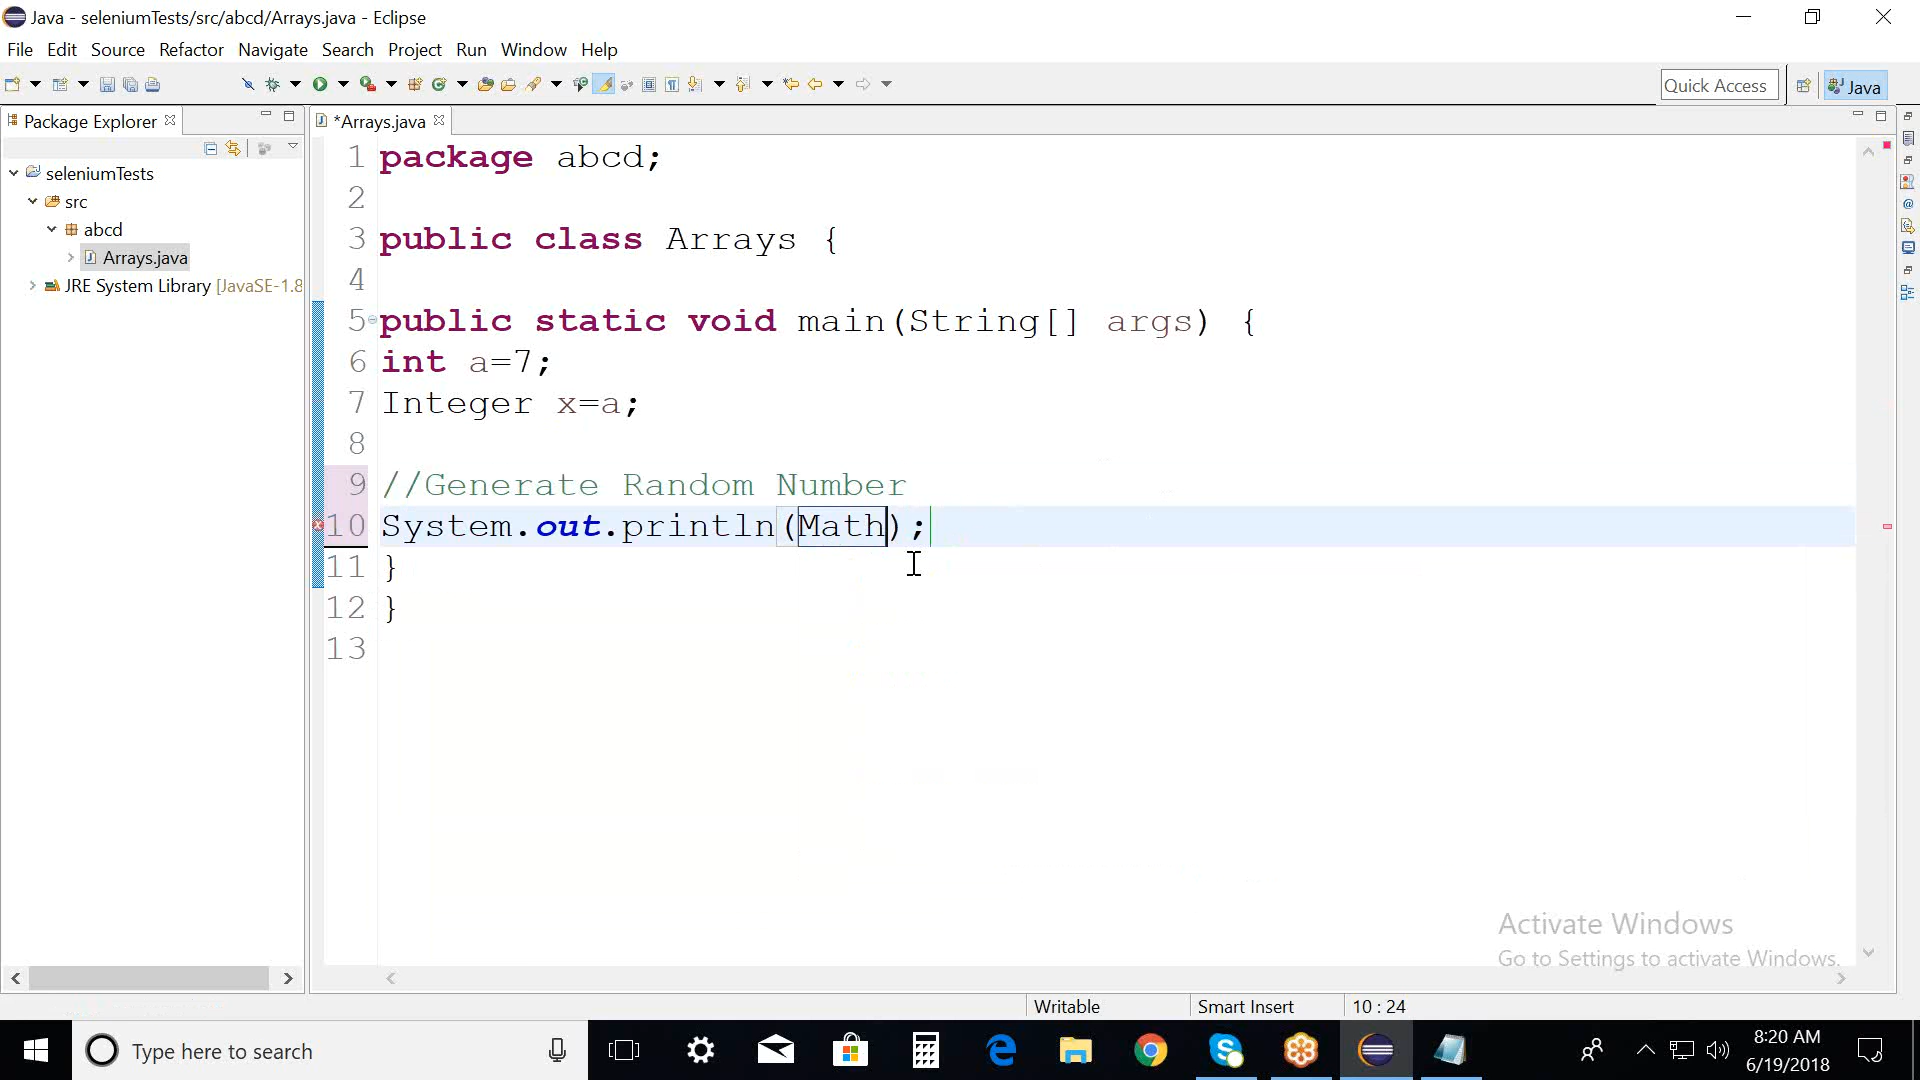 Java - seleniumTests/src/abcd/Arrays.java - Eclipse
File Edit Source Refactor Navigate Search Project Run Window Help
Quick Access
Java
Package Explorer
*Arrays.java
seleniumTests
src
abcd
Arrays.java
JRE System Library [JavaSE-1.8
1 package abcd;
2
3 public class Arrays {
4
5 public static void main(String[] args) {
6 int a=7;
7 Integer x=a;
8
9 //Generate Random Number
10 System.out.println(Math);
11 }
12 }
13
Activate Windows
Go to Settings to activate Windows.
Writable Smart Insert 10 : 24
Type here to search
8:20 AM
6/19/2018